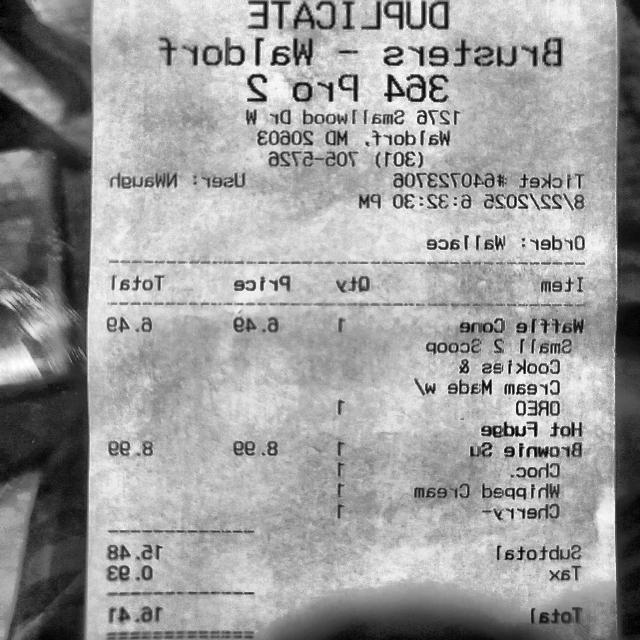 DUPLICATE
Brusters - Waldorf
364 Pro 2
1276 Smallwood Dr W
Waldorf, MD 20603
(301) 705-5726
Ticket #640723706 User: NWaugh
8/22/2025 6:32:30 PM
Order: Wallace
Item Qty Price Total
Waffle Cone 1 6.49 6.49
Small 2 Scoop
Cookies &
Cream Made w/
OREO 1
Hot Fudge
Brownie Su 1 8.99 8.99
Choc. 1
Whipped Cream 1
Cherry- 1
Subtotal 15.48
Tax 0.93
Total 16.41